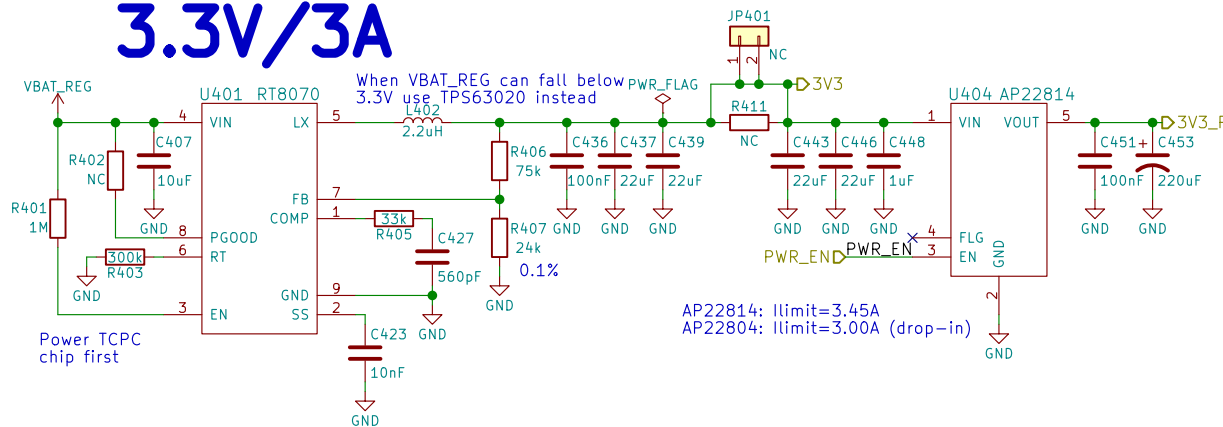 3.3V/3A
JP401
1
2
NC
VBAT_REG
When VBAT_REG can fall below
3.3V use TPS63020 instead
PWR_FLAG
3V3
U401 RT8070
L402
2.2uH
R411
NC
U404 AP22814
4 VIN
LX 5
1 VIN
VOUT 5
3V3_
R402
NC
C407
10uF
GND
R406
75k
C436
100nF
GND
C437
22uF
GND
C439
22uF
GND
C443
22uF
GND
C446
22uF
GND
C448
1uF
GND
C451
100nF
GND
+
C453
220uF
GND
R401
1M
FB 7
COMP 1
33k
R405
R407
24k
0.1%
GND
8 PGOOD
6 RT
300k
R403
GND
C427
560pF
GND
PWR_EN
PWR_EN
4 FLG
3 EN
GND
2
GND
GND 9
SS 2
3 EN
C423
10nF
GND
Power TCPC
chip first
AP22814: Ilimit=3.45A
AP22804: Ilimit=3.00A (drop-in)